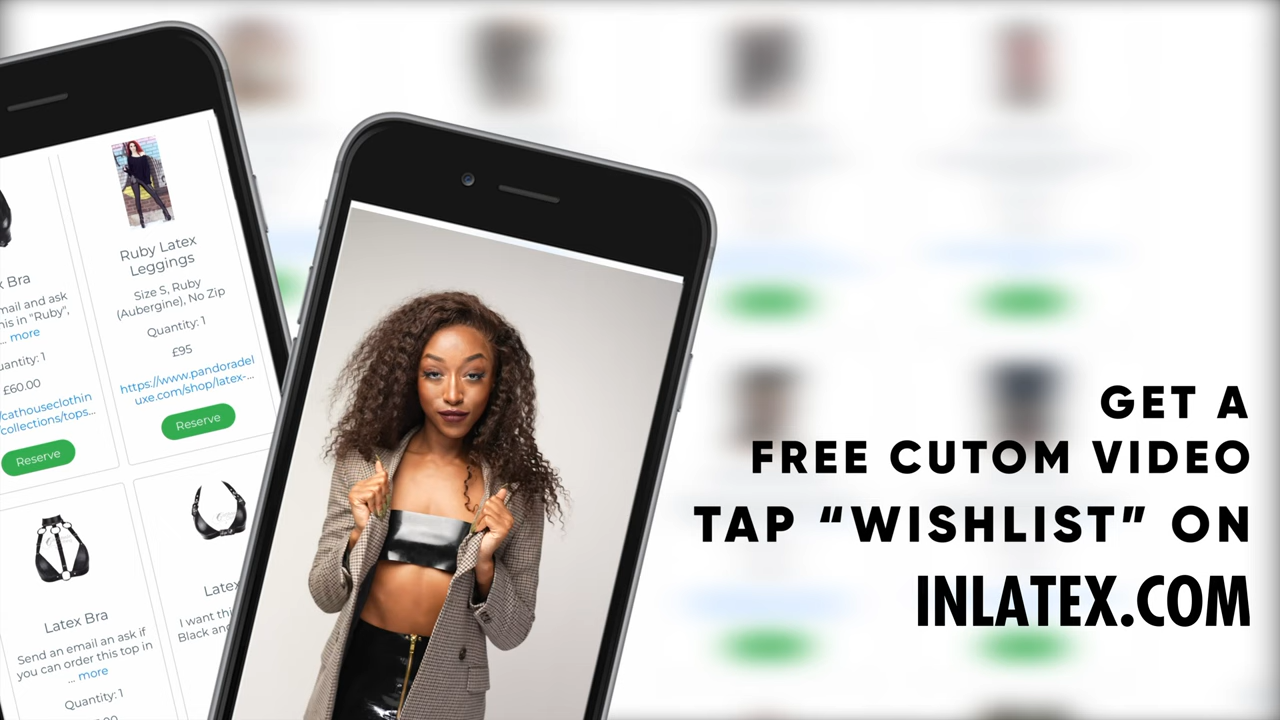 x Bra
mail and ask
his in "Ruby",
... more
uantity: 1
£60.00
/cathouseclothin
collections/tops...
Reserve
Ruby Latex
Leggings
Size S, Ruby
(Aubergine), No Zip
Quantity: 1
£95
https://www.pandoradel
uxe.com/shop/latex-...
Reserve
Latex Bra
Send an email an ask if
you can order this top in
... more
Quantity: 1
Latex
I want thi
Black an
GET A
FREE CUTOM VIDEO
TAP “WISHLIST” ON
INLATEX.COM